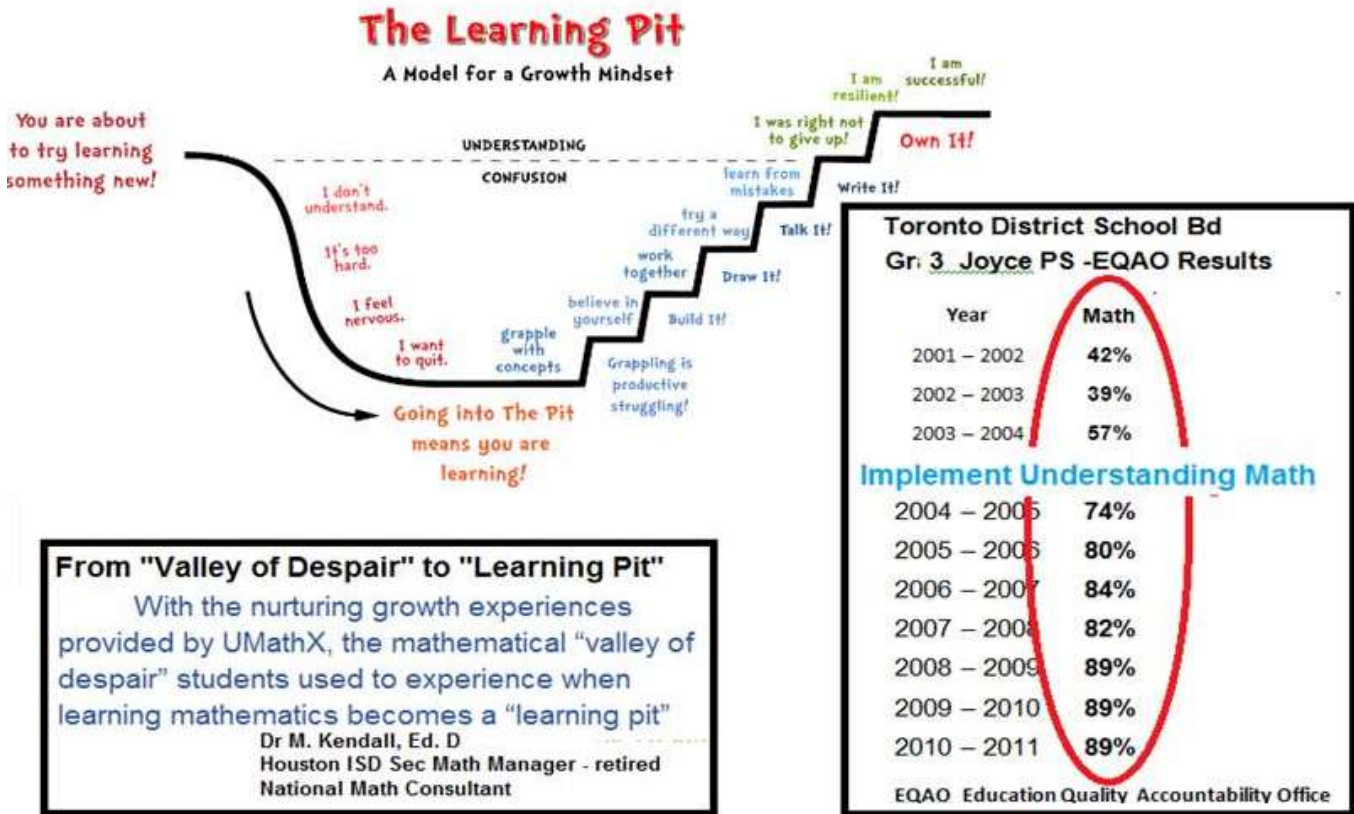 The Learning Pit
A Model for a Growth Mindset
You are about
to try learning
something new!
UNDERSTANDING
CONFUSION
I don't
understand.
It's too
hard.
I feel
nervous.
I want
to quit.
Going into The Pit
means you are
learning!
grapple
with
concepts
Grappling is
productive
struggling!
believe in
yourself
Build It!
work
together
Draw It!
try a
different way
Talk It!
learn from
mistakes
Write It!
I was right not
to give up!
Own It!
I am
resilient!
I am
successful!
From "Valley of Despair" to "Learning Pit"
With the nurturing growth experiences
provided by UMathX, the mathematical “valley of
despair” students used to experience when
learning mathematics becomes a “learning pit”
Dr M. Kendall, Ed. D
Houston ISD Sec Math Manager - retired
National Math Consultant
Toronto District School Bd
Gr: 3 Joyce PS -EQAO Results
Year Math
2001 – 2002 42%
2002 – 2003 39%
2003 – 2004 57%
Implement Understanding Math
2004 – 2005 74%
2005 – 2006 80%
2006 – 2007 84%
2007 – 2008 82%
2008 – 2009 89%
2009 – 2010 89%
2010 – 2011 89%
EQAO Education Quality Accountability Office